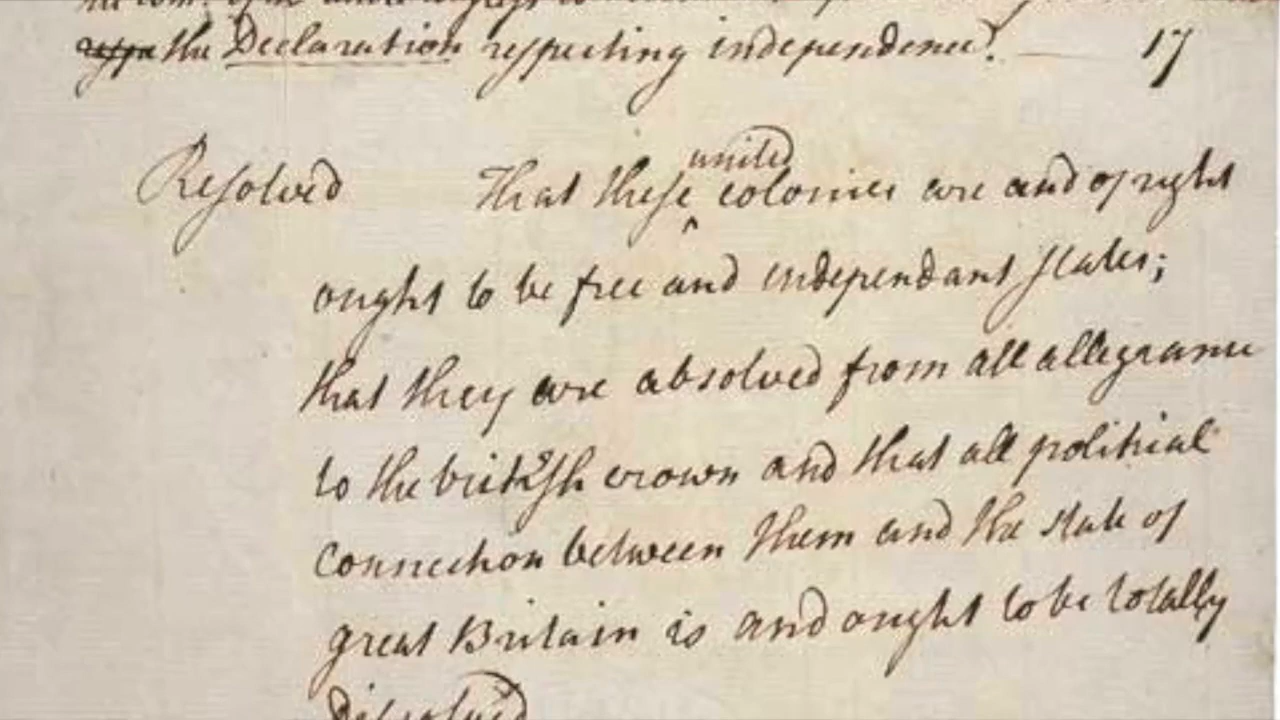 the Declaration respecting independence. 17
united
Resolved That these ^ colonies are and of right
ought to be free and independant states;
that they are absolved from all allegiance
to the british crown and that all political
connection between them and the state of
great Britain is and ought to be totally
Dissolved